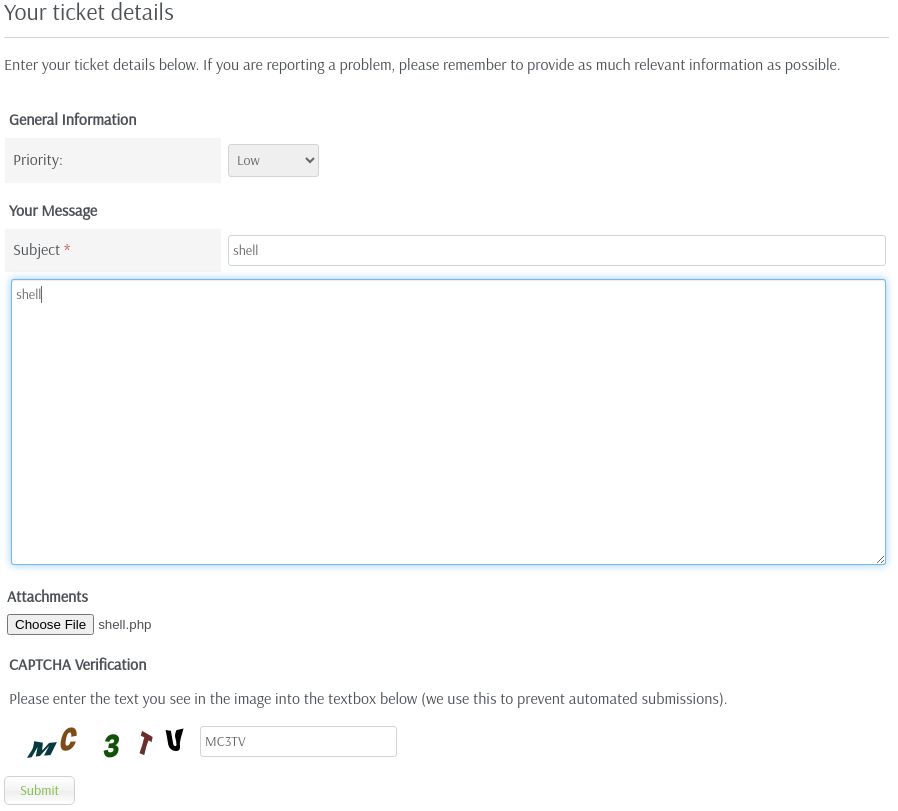 Your ticket details
Enter your ticket details below. If you are reporting a problem, please remember to provide as much relevant information as possible.
General Information
Priority: Low
Your Message
Subject * shell
shell
Attachments
Choose File shell.php
CAPTCHA Verification
Please enter the text you see in the image into the textbox below (we use this to prevent automated submissions).
MC3TV MC3TV
Submit